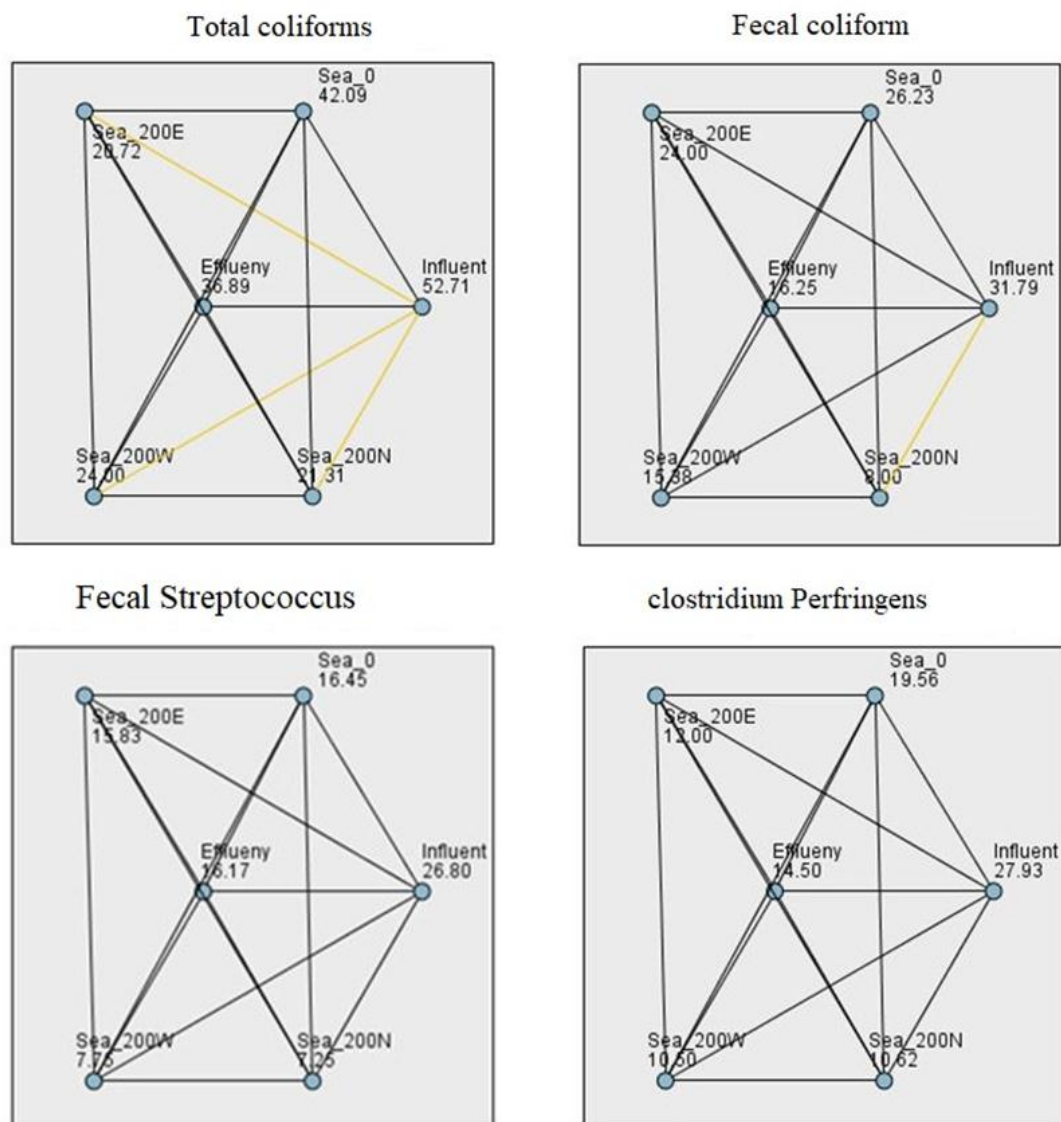 Total coliforms
Sea_0
42.09
Sea_200E
20.72
Efflueny
36.89
Influent
52.71
Sea_200W
24.00
Sea_200N
21.31
Fecal coliform
Sea_0
26.23
Sea_200E
24.00
Efflueny
16.25
Influent
31.79
Sea_200W
15.38
Sea_200N
8.00
Fecal Streptococcus
Sea_0
16.45
Sea_200E
15.83
Efflueny
16.17
Influent
26.80
Sea_200W
7.75
Sea_200N
7.25
clostridium Perfringens
Sea_0
19.56
Sea_200E
12.00
Efflueny
14.50
Influent
27.93
Sea_200W
10.50
Sea_200N
10.62